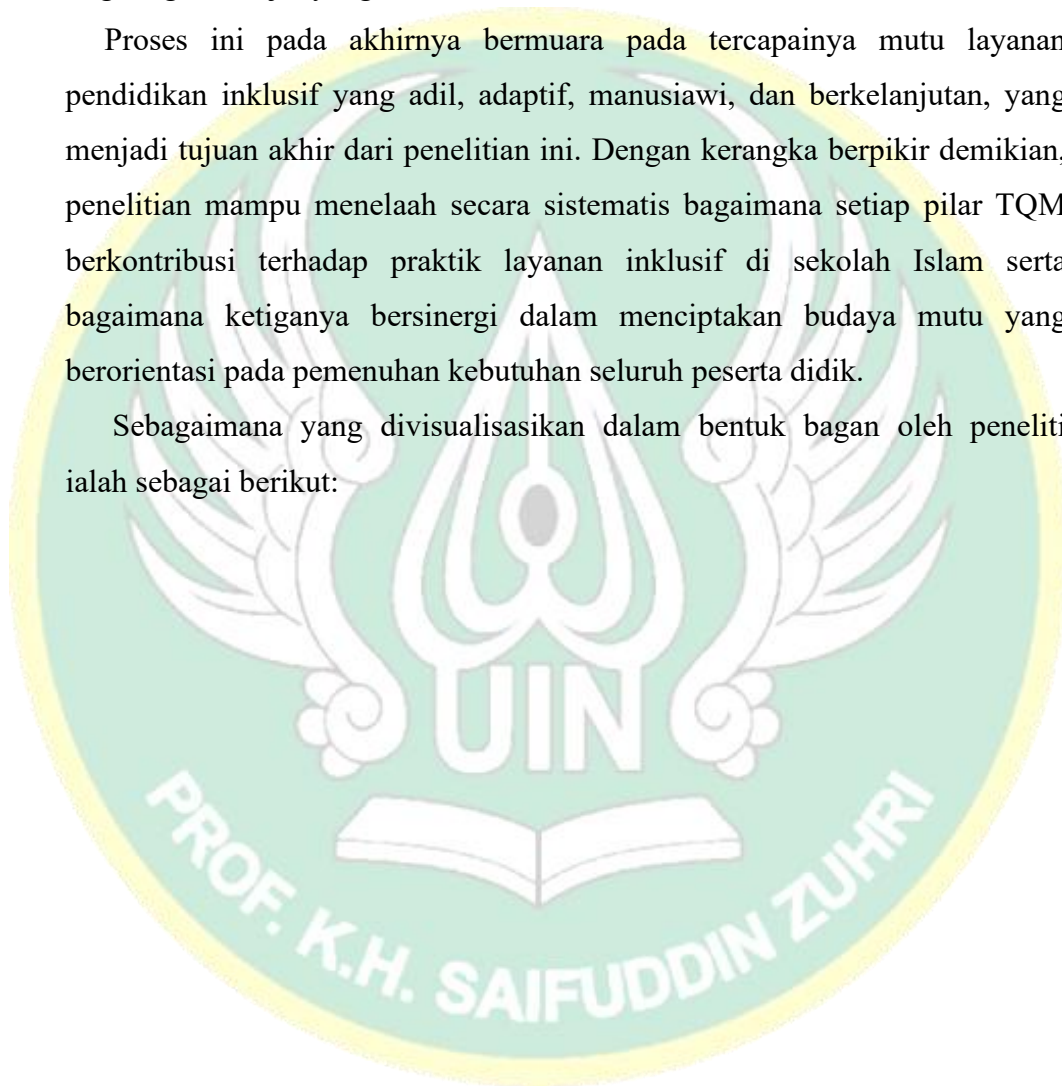 Proses ini pada akhirnya bermuara pada tercapainya mutu layanan
pendidikan inklusif yang adil, adaptif, manusiawi, dan berkelanjutan, yang
menjadi tujuan akhir dari penelitian ini. Dengan kerangka berpikir demikian,
penelitian mampu menelaah secara sistematis bagaimana setiap pilar TQM
berkontribusi terhadap praktik layanan inklusif di sekolah Islam serta
bagaimana ketiganya bersinergi dalam menciptakan budaya mutu yang
berorientasi pada pemenuhan kebutuhan seluruh peserta didik.
Sebagaimana yang divisualisasikan dalam bentuk bagan oleh peneliti
ialah sebagai berikut:
UIN
PROF. K.H. SAIFUDDIN ZUHRI